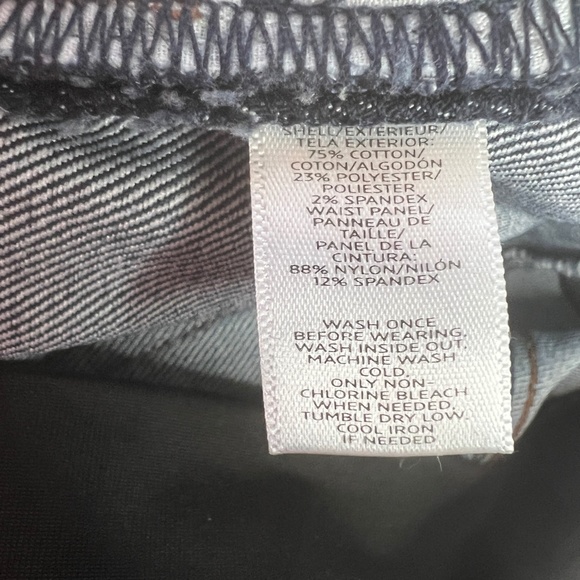 SHELL/EXTÉRIEUR/
TELA EXTERIOR:
75% COTTON/
COTON/ALGODÓN
23% POLYESTER/
POLIESTER
2% SPANDEX
WAIST PANEL/
PANNEAU DE
TAILLE/
PANEL DE LA
CINTURA:
88% NYLON/NILÓN
12% SPANDEX
WASH ONCE
BEFORE WEARING.
WASH INSIDE OUT.
MACHINE WASH
COLD,
ONLY NON-
CHLORINE BLEACH
WHEN NEEDED,
TUMBLE DRY LOW.
COOL IRON
IF NEEDED